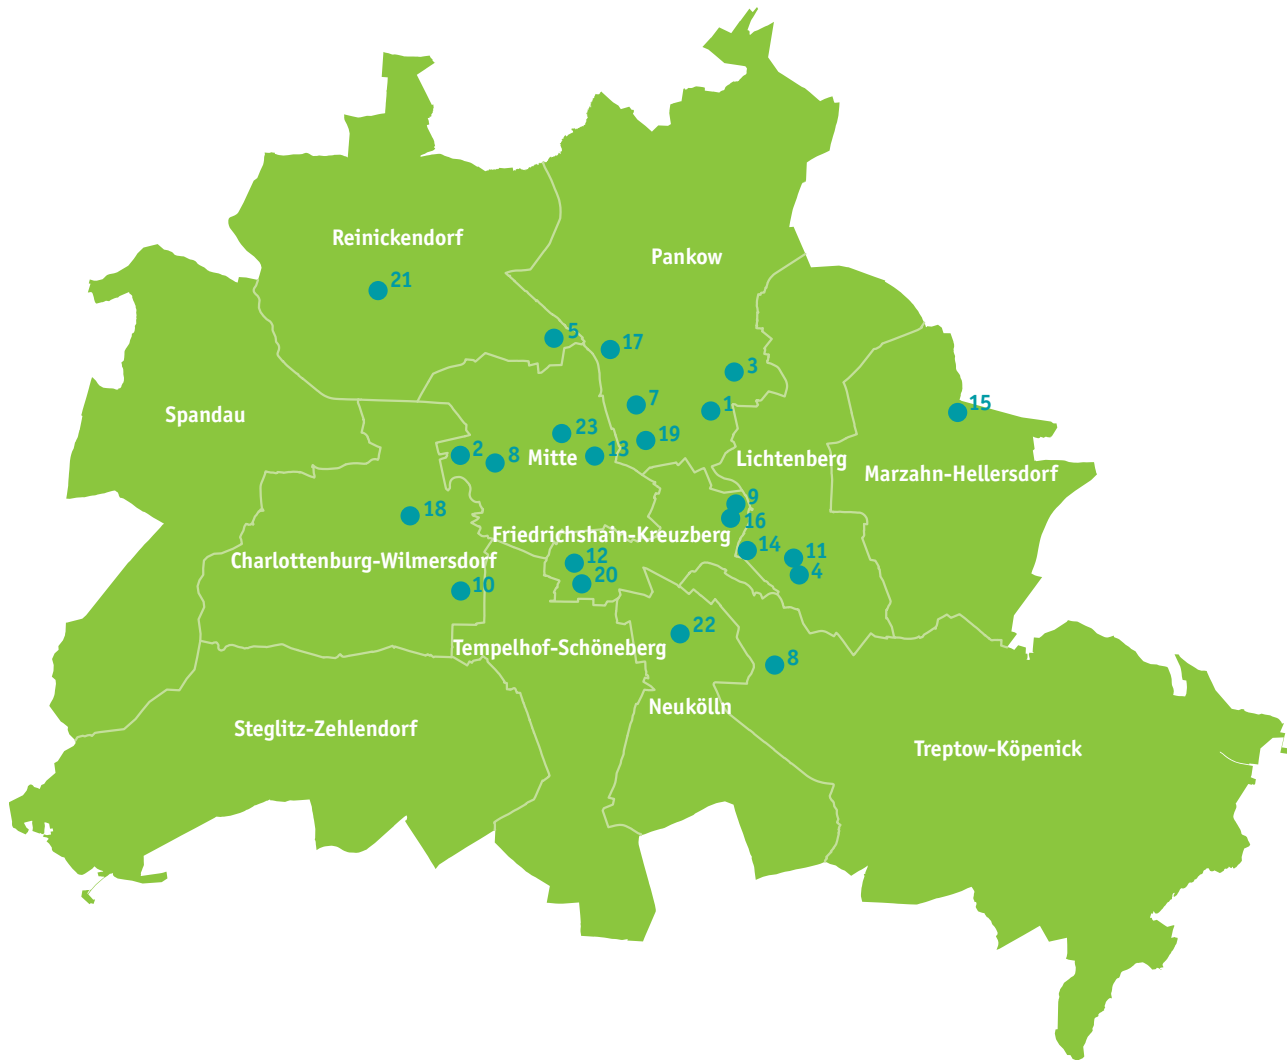 Reinickendorf
Pankow
21
5
17
3
7
1
15
Spandau
23
19
2
8
Mitte
13
Lichtenberg
Marzahn-Hellersdorf
9
18
16
Friedrichshain-Kreuzberg
14
11
12
Charlottenburg-Wilmersdorf
4
20
10
22
Tempelhof-Schöneberg
8
Neukölln
Steglitz-Zehlendorf
Treptow-Köpenick